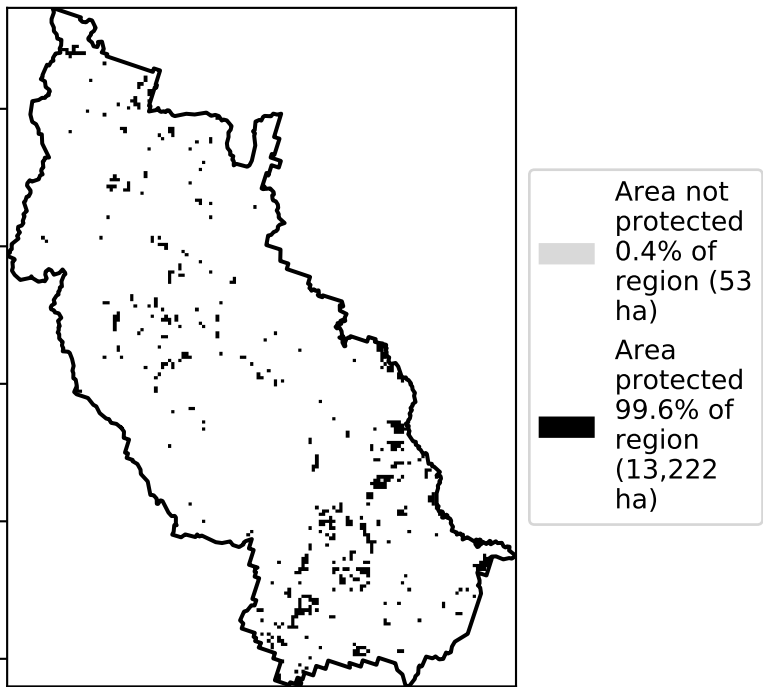 Area not
protected
0.4% of
region (53
ha)
Area
protected
99.6% of
region
(13,222
ha)